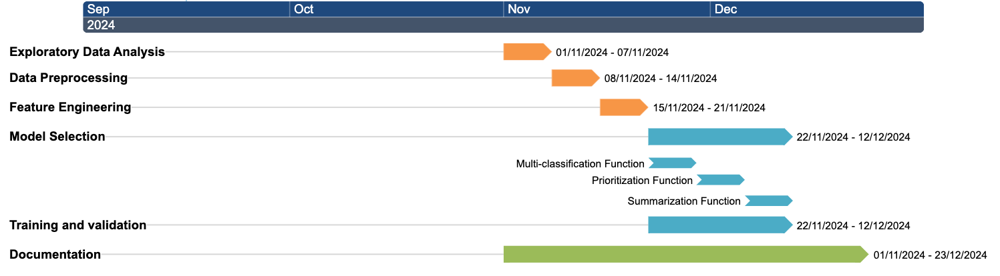 Sep Oct Nov Dec
2024
Exploratory Data Analysis 01/11/2024 - 07/11/2024
Data Preprocessing 08/11/2024 - 14/11/2024
Feature Engineering 15/11/2024 - 21/11/2024
Model Selection 22/11/2024 - 12/12/2024
Multi-classification Function
Prioritization Function
Summarization Function
Training and validation 22/11/2024 - 12/12/2024
Documentation 01/11/2024 - 23/12/2024